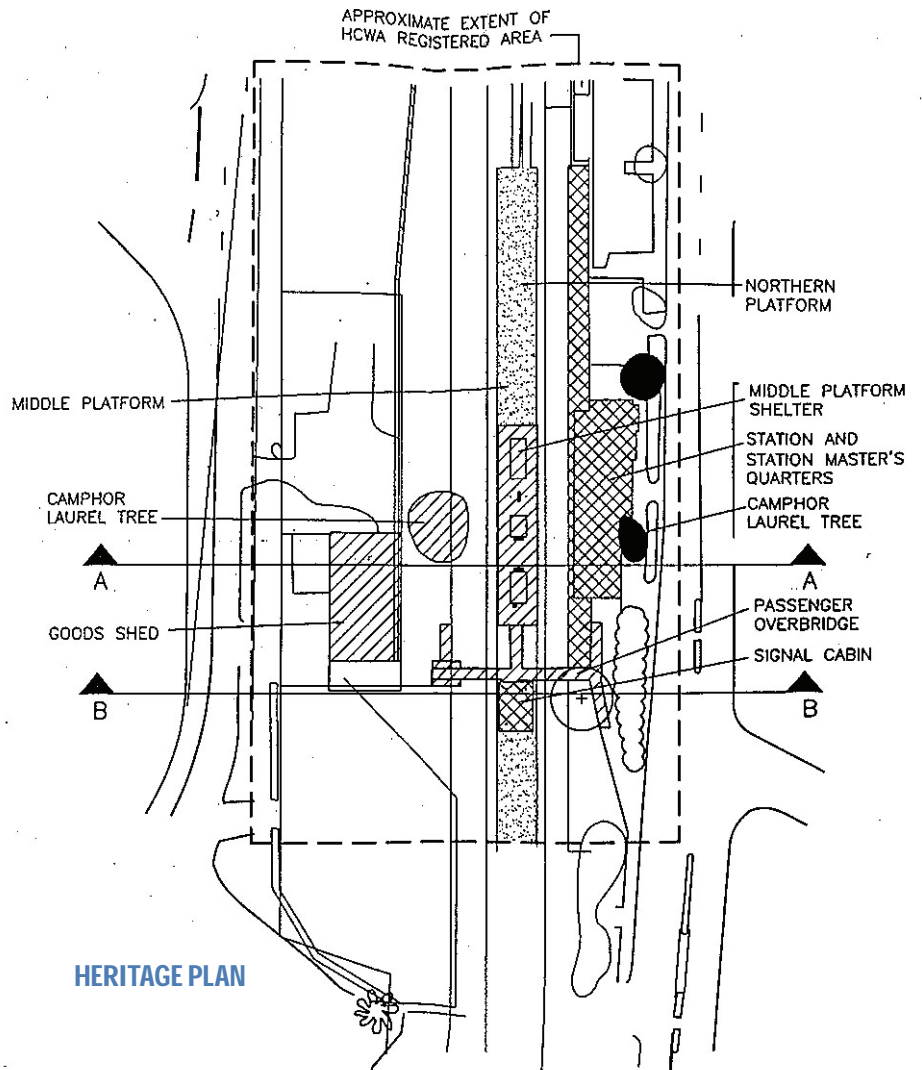 APPROXIMATE EXTENT OF
HCWA REGISTERED AREA
NORTHERN
PLATFORM
MIDDLE PLATFORM
MIDDLE PLATFORM
SHELTER
STATION AND
STATION MASTER'S
QUARTERS
CAMPHOR
LAUREL TREE
CAMPHOR
LAUREL TREE
A
A
GOODS SHED
PASSENGER
OVERBRIDGE
SIGNAL CABIN
B
B
HERITAGE PLAN